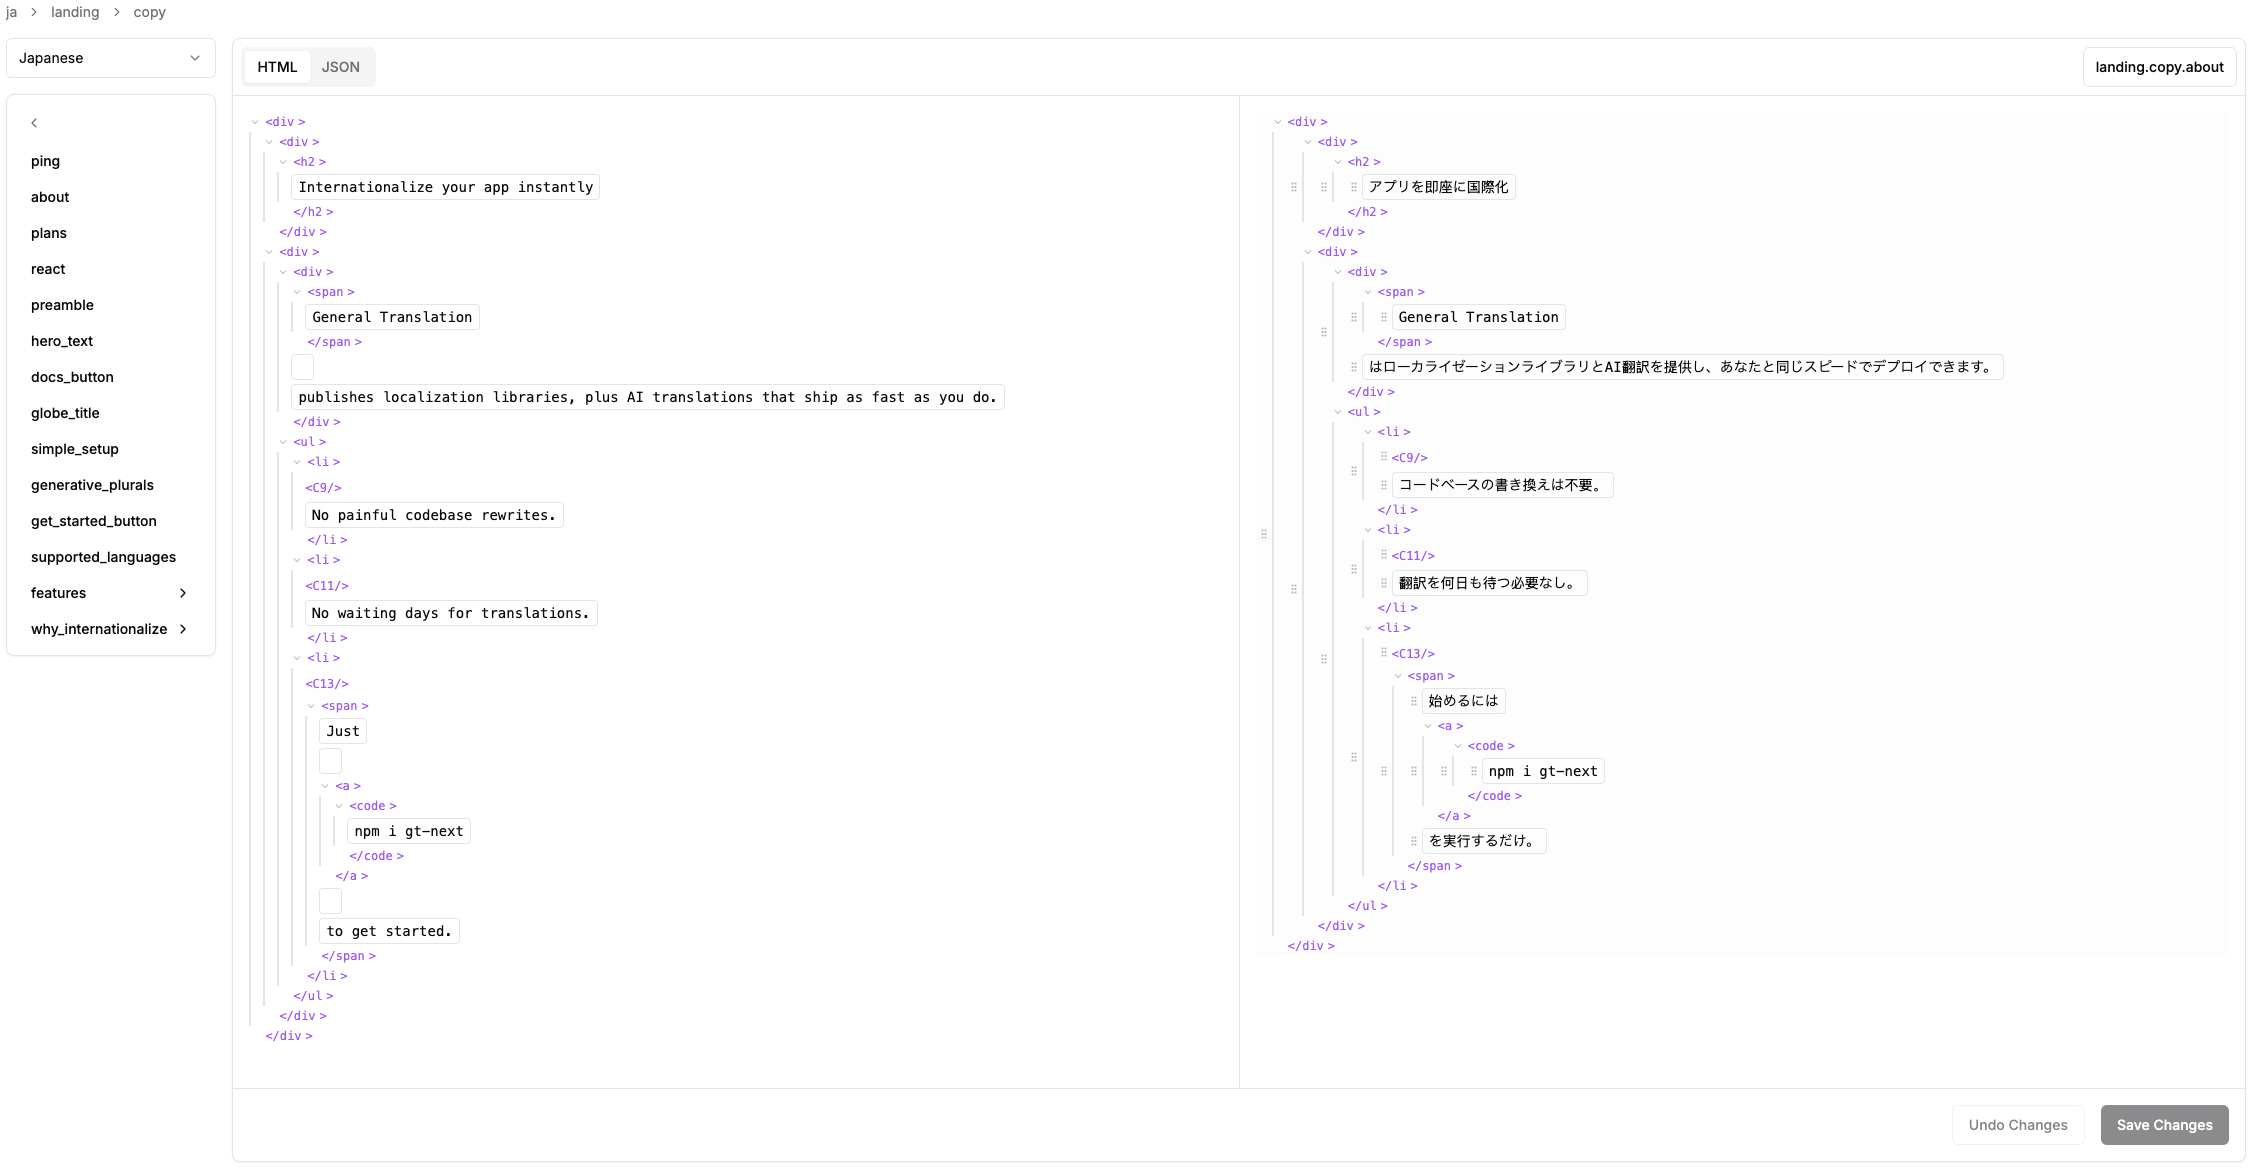 ja > landing > copy
Japanese
ping
about
plans
react
preamble
hero_text
docs_button
globe_title
simple_setup
generative_plurals
get_started_button
supported_languages
features
why_internationalize
HTML JSON
landing.copy.about
<div >
<div >
<h2 >
Internationalize your app instantly
</h2 >
</div >
<div >
<div >
<span >
General Translation
</span >
publishes localization libraries, plus AI translations that ship as fast as you do.
</div >
<ul >
<li >
<C9/>
No painful codebase rewrites.
</li >
<li >
<C11/>
No waiting days for translations.
</li >
<li >
<C13/>
<span >
Just
<a >
<code >
npm i gt-next
</code >
</a >
to get started.
</span >
</li >
</ul >
</div >
</div >
<div >
<div >
<h2 >
アプリを即座に国際化
</h2 >
</div >
<div >
<div >
<span >
General Translation
</span >
はローカライゼーションライブラリとAI翻訳を提供し、あなたと同じスピードでデプロイできます。
</div >
<ul >
<li >
<C9/>
コードベースの書き換えは不要。
</li >
<li >
<C11/>
翻訳を何日も待つ必要なし。
</li >
<li >
<C13/>
<span >
始めるには
<a >
<code >
npm i gt-next
</code >
</a >
を実行するだけ。
</span >
</li >
</ul >
</div >
</div >
Undo Changes
Save Changes